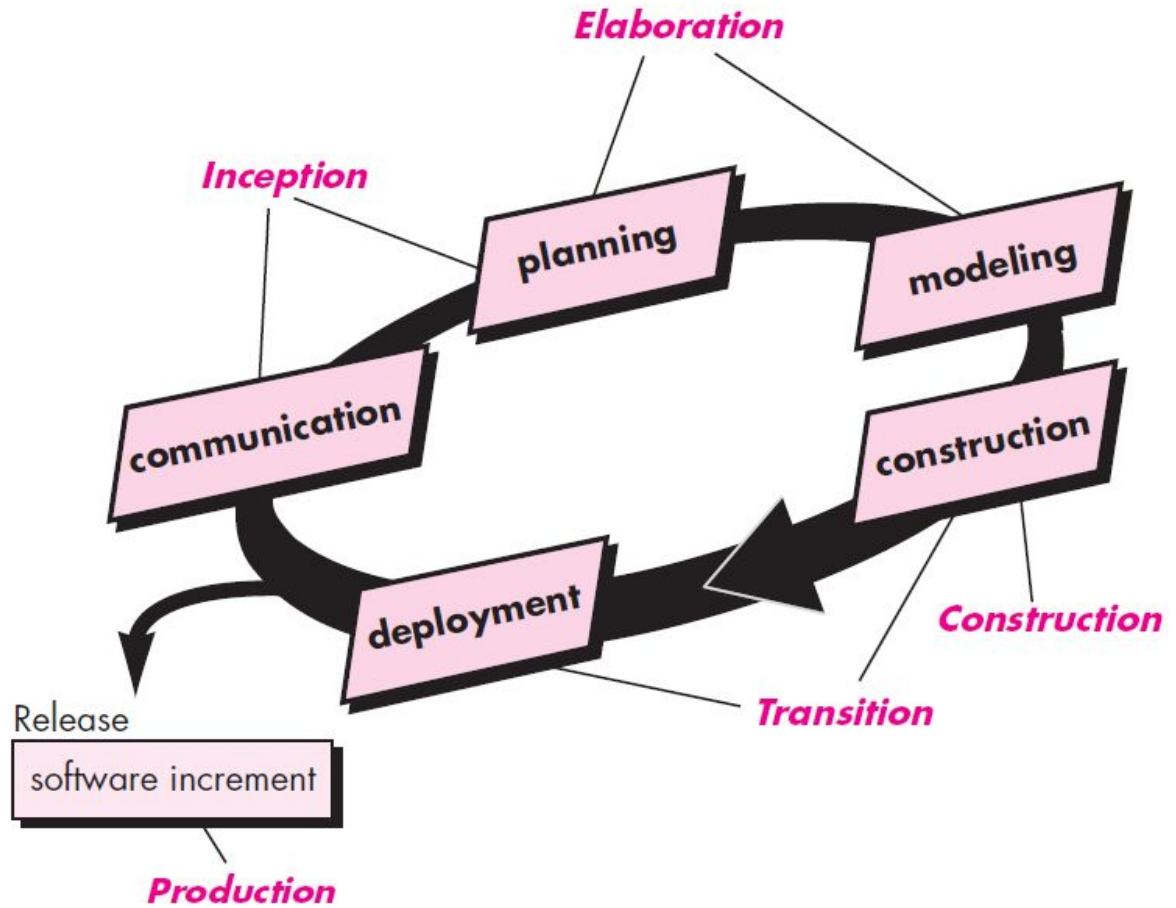 Elaboration
Inception
planning
modeling
communication
construction
deployment
Construction
Transition
Release
software increment
Production